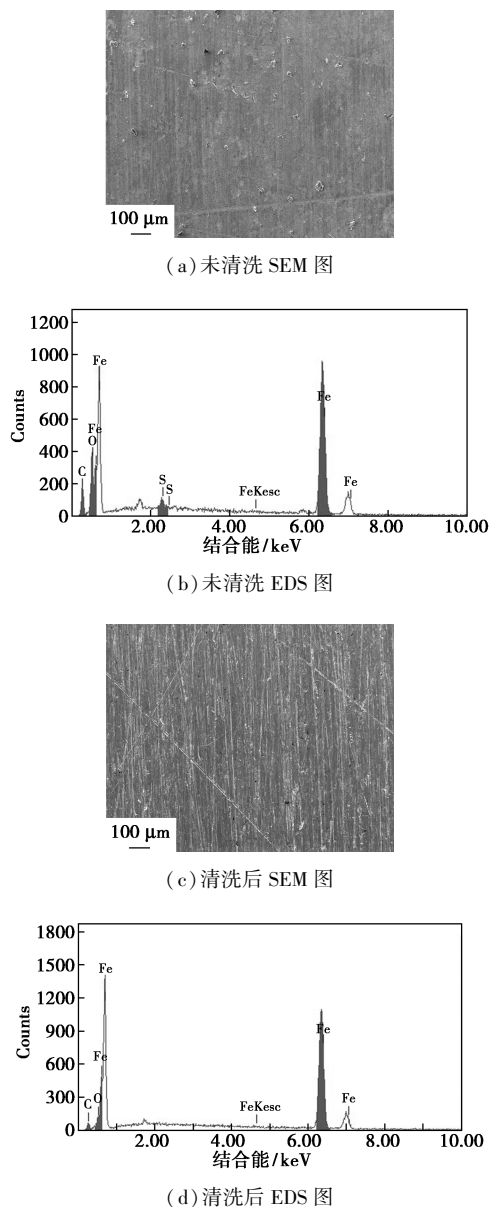 100 μm
(a)未清洗 SEM 图
1200
1000
800
600
400
200
0
Counts
C
O
Fe
Fe
S
S
FeKesc
Fe
Fe
2.00
4.00
6.00
8.00
10.00
结合能/keV
(b)未清洗 EDS 图
100 μm
(c)清洗后 SEM 图
1800
1500
1200
900
600
300
0
Counts
C
O
Fe
Fe
FeKesc
Fe
Fe
2.00
4.00
6.00
8.00
10.00
结合能/keV
(d)清洗后 EDS 图